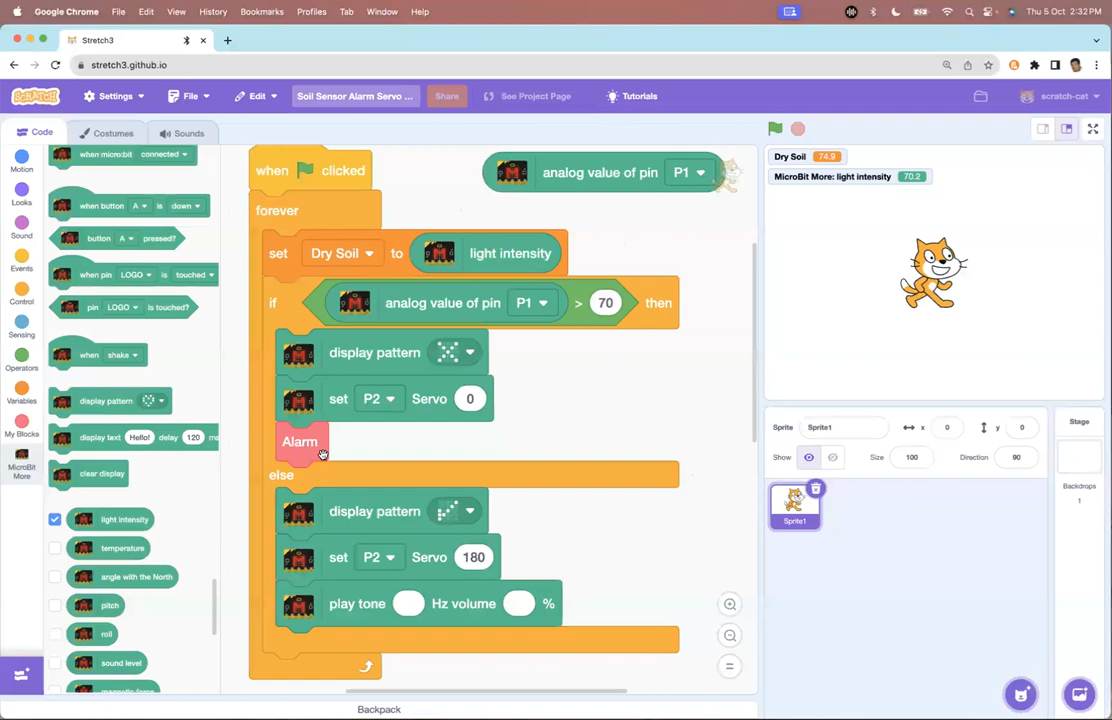 Google Chrome File Edit View History Bookmarks Profiles Tab Window Help Thu 5 Oct 2:32 PM
Stretch3
stretch3.github.io
SCRATCH Settings File Edit Soil Sensor Alarm Servo ... Share See Project Page Tutorials scratch-cat
Code Costumes Sounds
Motion
Looks
Sound
Events
Control
Sensing
Operators
Variables
My Blocks
MicroBit
More
when micro:bit connected
when button A is down
button A pressed?
when pin LOGO is touched
pin LOGO is touched?
when shake
display pattern
display text Hello! delay 120 ms
clear display
light intensity
temperature
angle with the North
pitch
roll
sound level
magnetic force
when clicked
analog value of pin P1
forever
set Dry Soil to light intensity
if analog value of pin P1 > 70 then
display pattern
set P2 Servo 0
Alarm
else
display pattern
set P2 Servo 180
play tone Hz volume %
Backpack
Dry Soil 74.9
MicroBit More: light intensity 70.2
Sprite Sprite1 x 0 y 0
Show Size 100 Direction 90
Sprite1
Stage
Backdrops
1